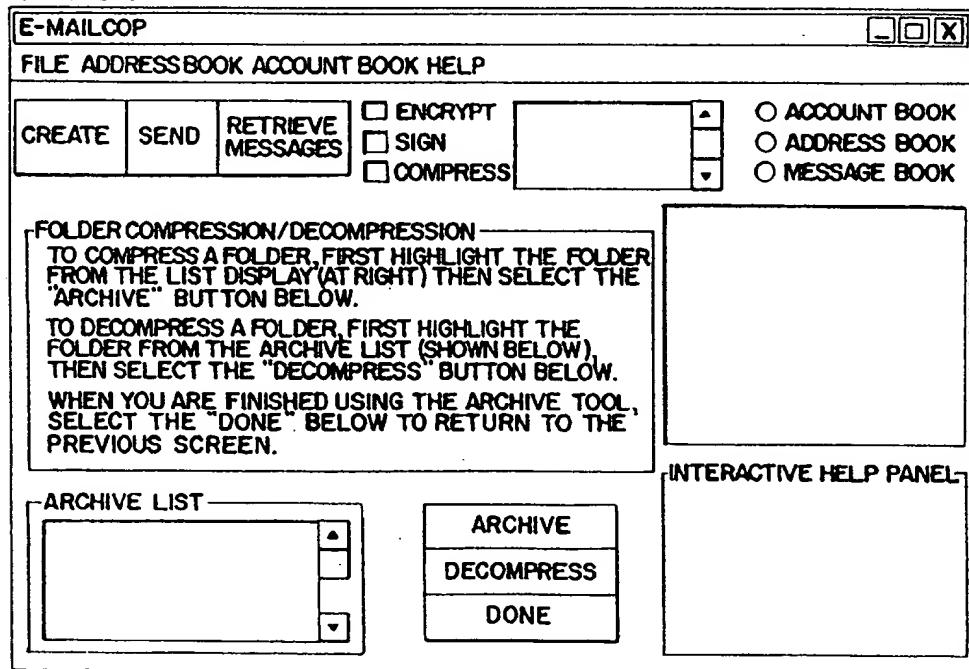 E-MAILCOP
FILE ADDRESS BOOK ACCOUNT BOOK HELP
CREATE
SEND
RETRIEVE
MESSAGES
ENCRYPT
SIGN
COMPRESS
ACCOUNT BOOK
ADDRESS BOOK
MESSAGE BOOK
FOLDER COMPRESSION/DECOMPRESSION
TO COMPRESS A FOLDER, FIRST HIGHLIGHT THE FOLDER
FROM THE LIST DISPLAY (AT RIGHT) THEN SELECT THE
"ARCHIVE" BUTTON BELOW.
TO DECOMPRESS A FOLDER, FIRST HIGHLIGHT THE
FOLDER FROM THE ARCHIVE LIST (SHOWN BELOW),
THEN SELECT THE "DECOMPRESS" BUTTON BELOW.
WHEN YOU ARE FINISHED USING THE ARCHIVE TOOL,
SELECT THE "DONE" BELOW TO RETURN TO THE
PREVIOUS SCREEN.
INTERACTIVE HELP PANEL
ARCHIVE LIST
ARCHIVE
DECOMPRESS
DONE